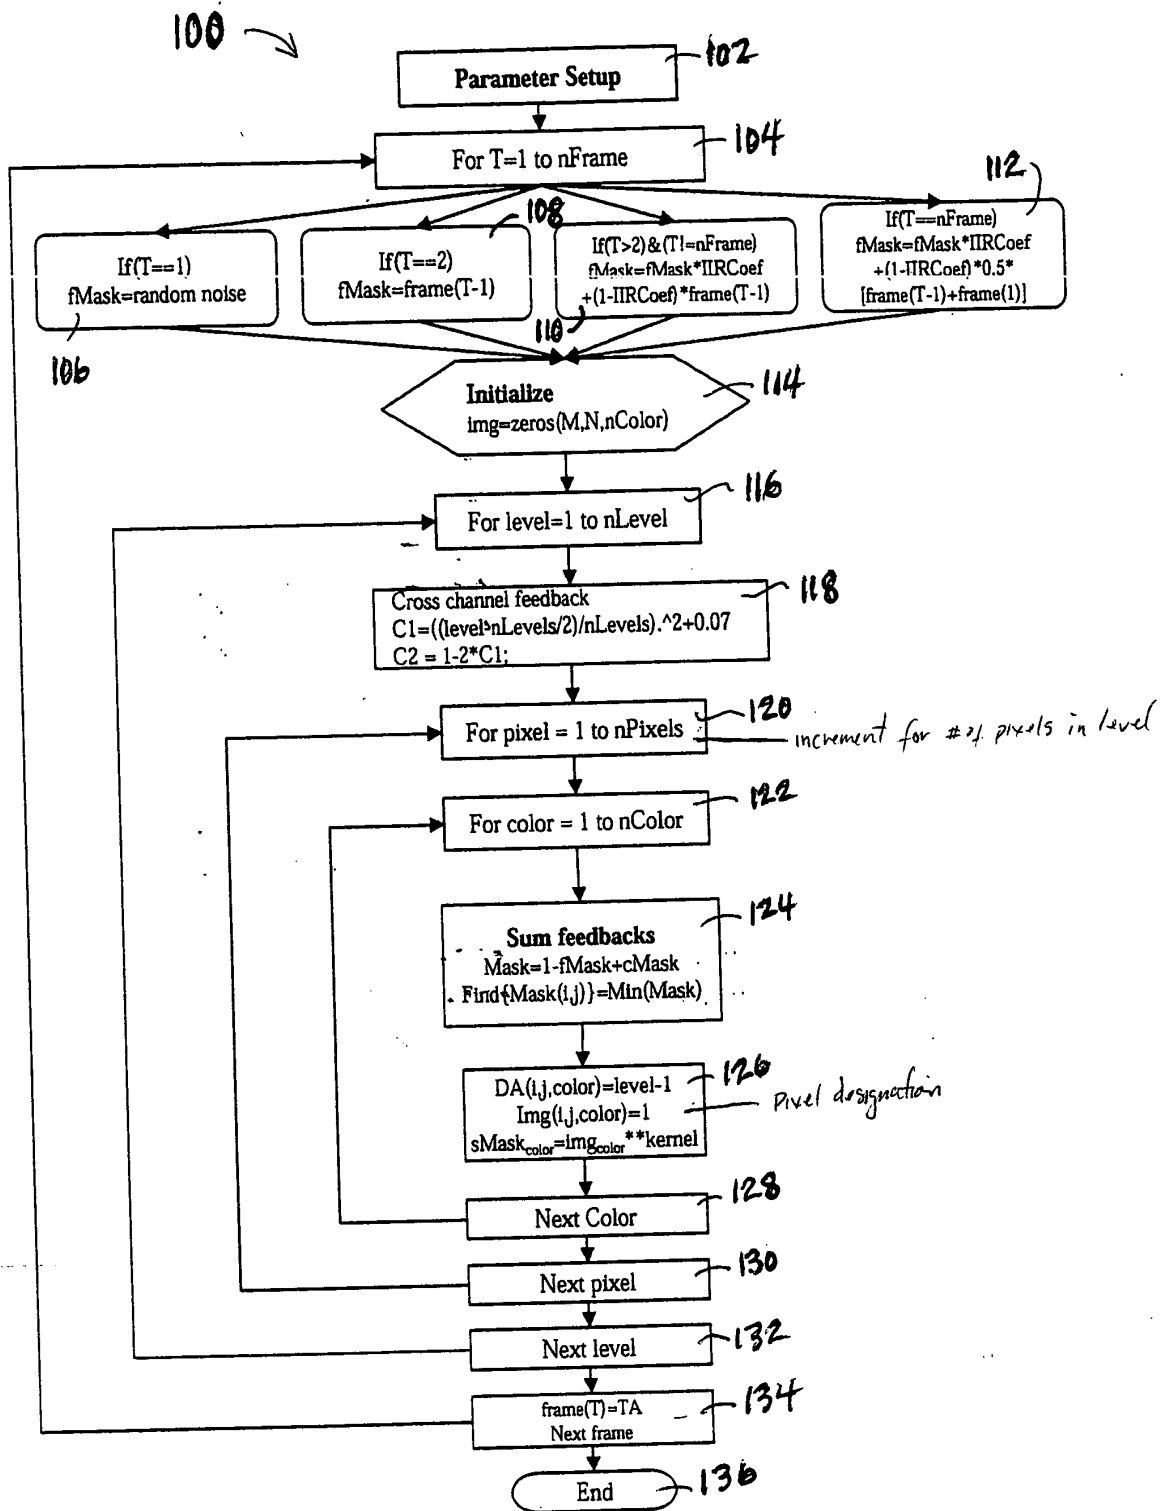 100
Parameter Setup
102
For T=1 to nFrame
104
If(T==1)
fMask=random noise
106
108
If(T==2)
fMask=frame(T-1)
If(T>2)&(T!=nFrame)
fMask=fMask*IIRCoef
+(1-IIRCoef)*frame(T-1)
110
112
If(T==nFrame)
fMask=fMask*IIRCoef
+(1-IIRCoef)*0.5*
[frame(T-1)+frame(1)]
Initialize
img=zeros(M,N,nColor)
114
For level=1 to nLevel
116
Cross channel feedback
C1=((level-nLevels/2)/nLevels).^2+0.07
C2 = 1-2*C1;
118
For pixel = 1 to nPixels
120
increment for # of pixels in level
For color = 1 to nColor
122
Sum feedbacks
Mask=1-fMask+cMask
Find{Mask(i,j)}=Min(Mask)
124
DA(i,j,color)=level-1
Img(i,j,color)=1
sMaskcolor=imgcolor**kernel
126
Pixel designation
Next Color
128
Next pixel
130
Next level
132
frame(T)=TA
Next frame
134
End
136